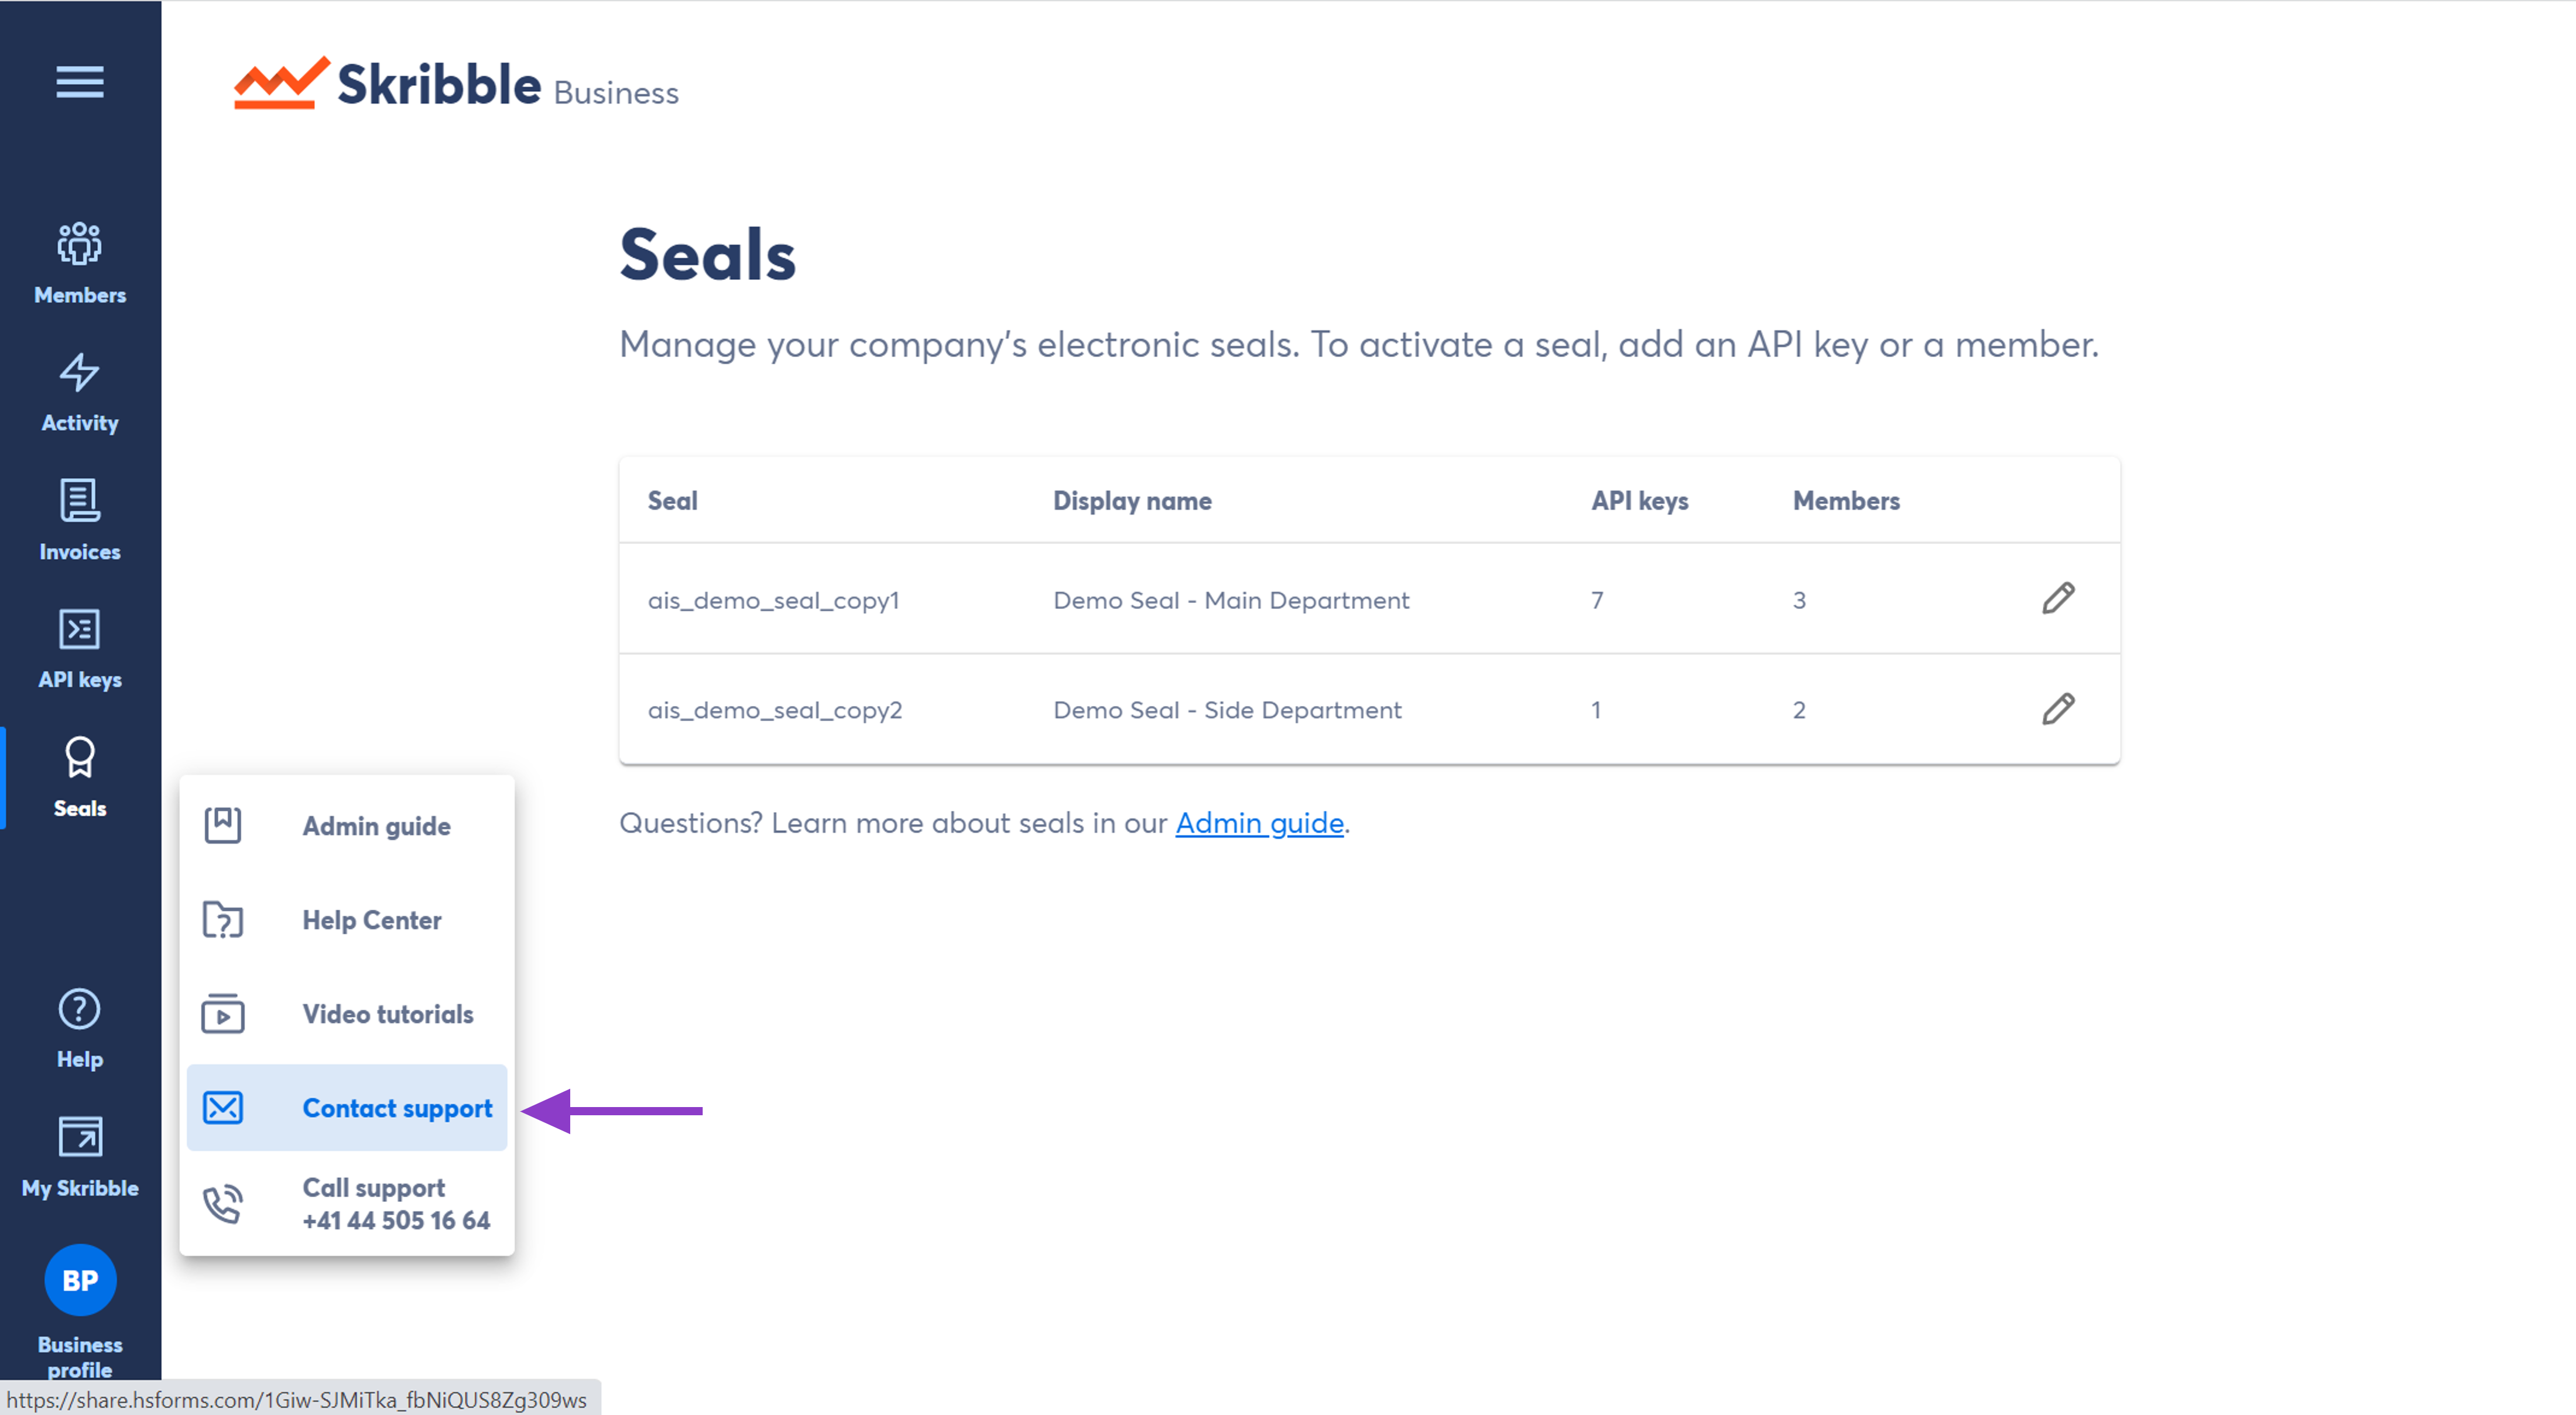 Skribble Business
Members
Activity
Invoices
API keys
Seals
Help
My Skribble
BP
Business
profile
Seals
Manage your company's electronic seals. To activate a seal, add an API key or a member.
Seal Display name API keys Members
ais_demo_seal_copy1 Demo Seal - Main Department 7 3
ais_demo_seal_copy2 Demo Seal - Side Department 1 2
Questions? Learn more about seals in our Admin guide.
Admin guide
Help Center
Video tutorials
Contact support
Call support
+41 44 505 16 64
https://share.hsforms.com/1Giw-SJMiTka_fbNiQUS8Zg309ws